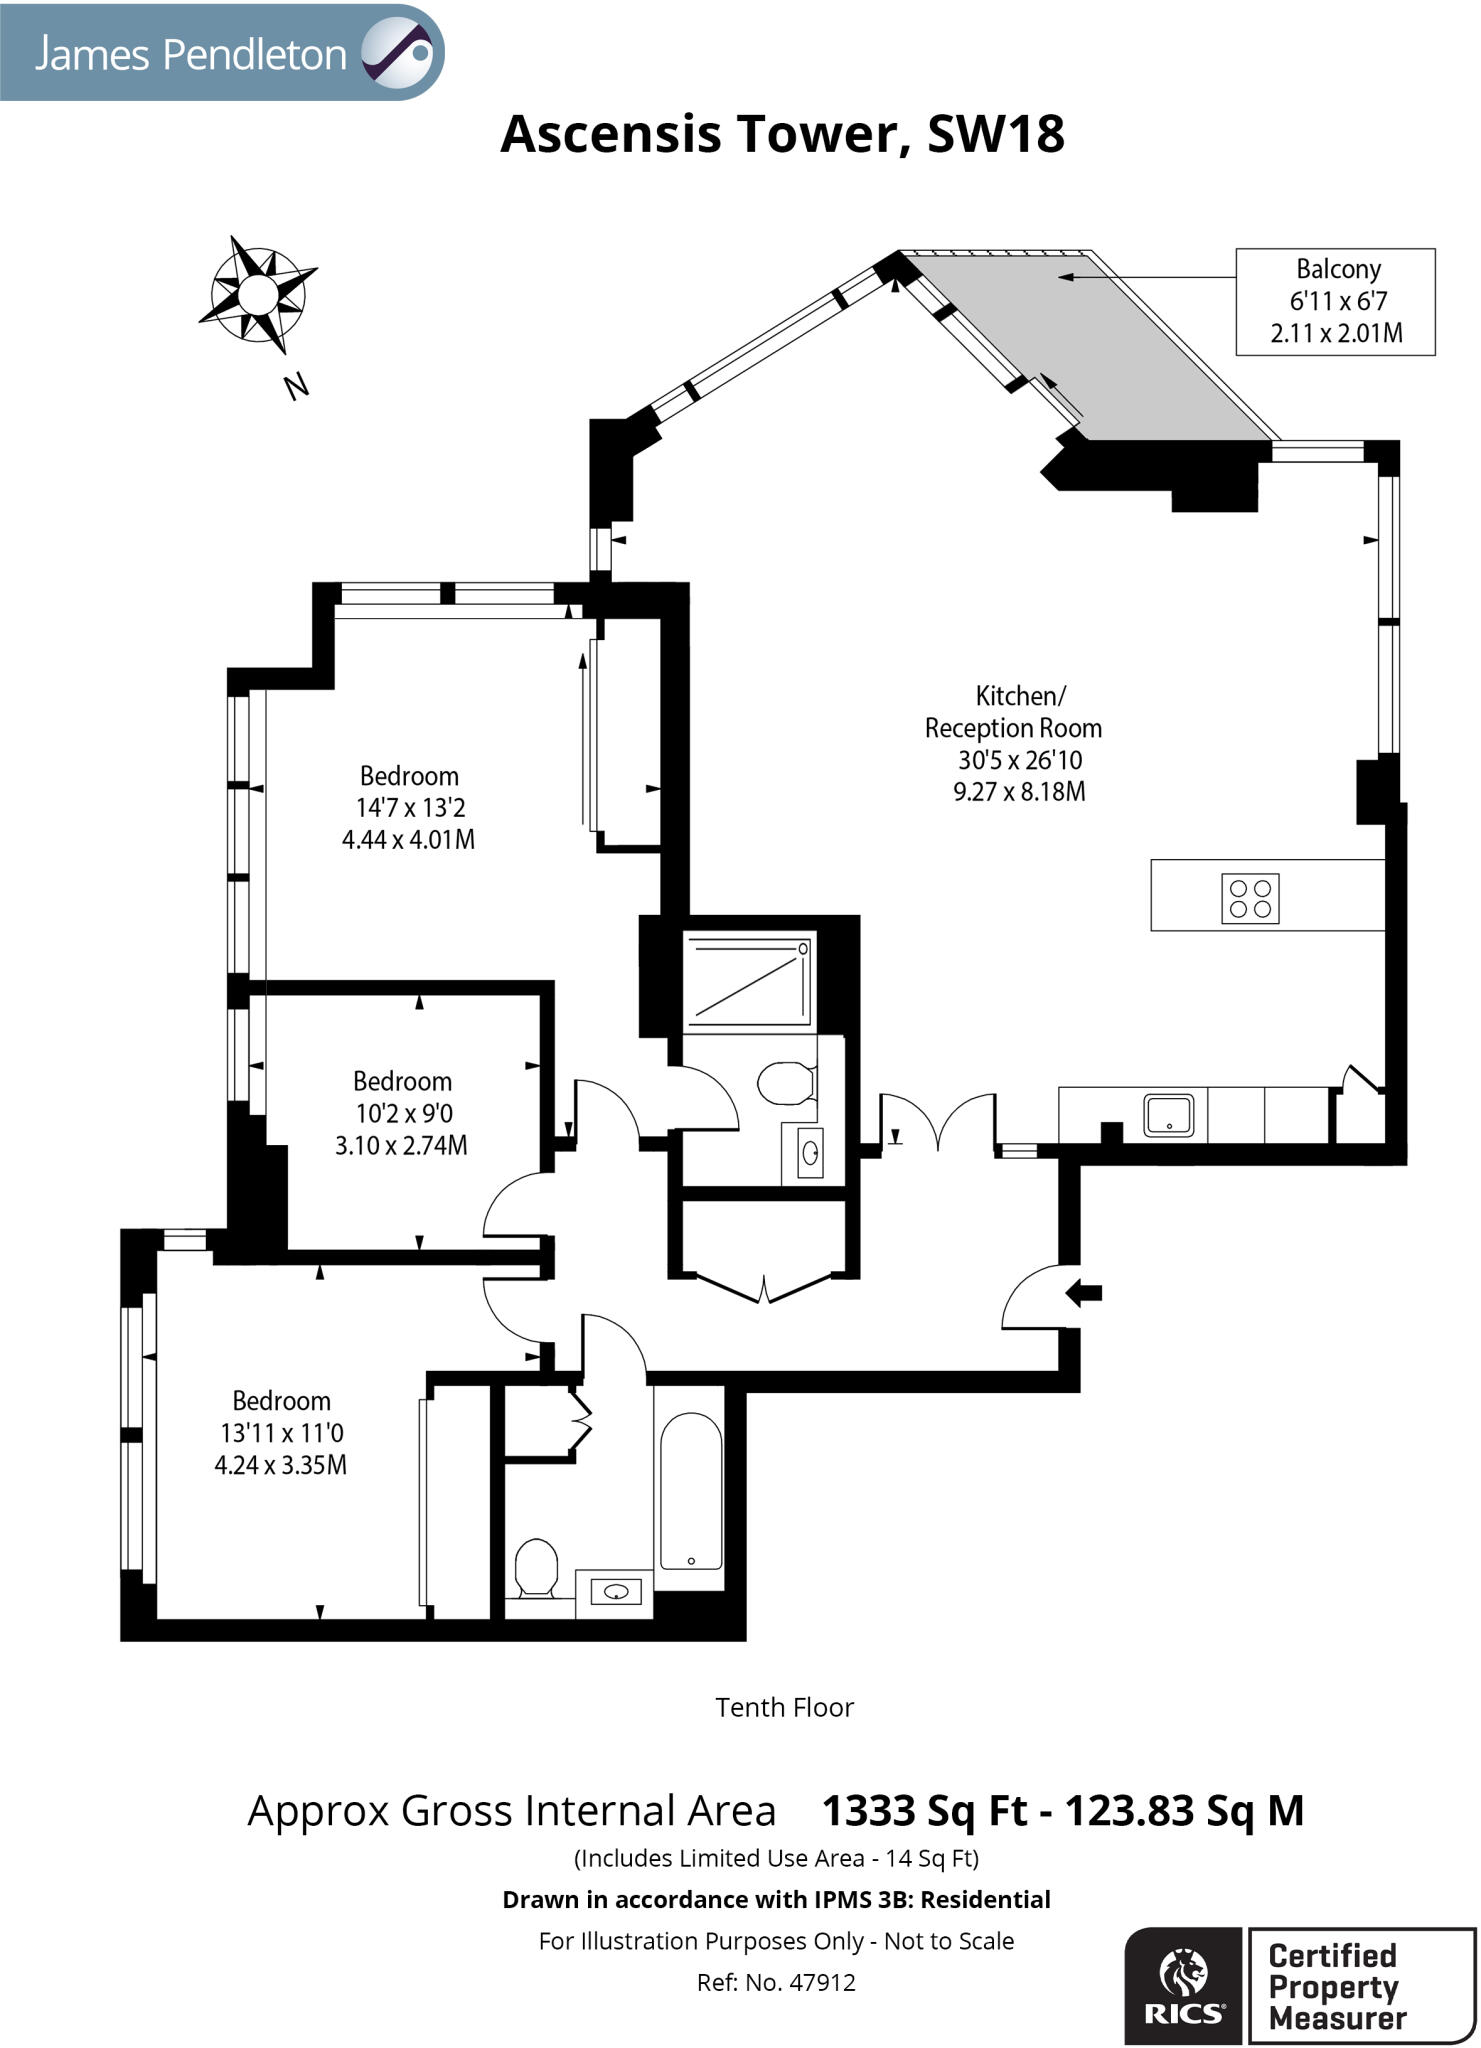 James Pendleton
Ascensis Tower, SW18
N
Balcony
6'11 x 6'7
2.11 x 2.01M
Kitchen/
Reception Room
30'5 x 26'10
9.27 x 8.18M
Bedroom
14'7 x 13'2
4.44 x 4.01M
Bedroom
10'2 x 9'0
3.10 x 2.74M
Bedroom
13'11 x 11'0
4.24 x 3.35M
Tenth Floor
Approx Gross Internal Area 1333 Sq Ft - 123.83 Sq M
(Includes Limited Use Area - 14 Sq Ft)
Drawn in accordance with IPMS 3B: Residential
For Illustration Purposes Only - Not to Scale
Ref: No. 47912
RICS®
Certified
Property
Measurer